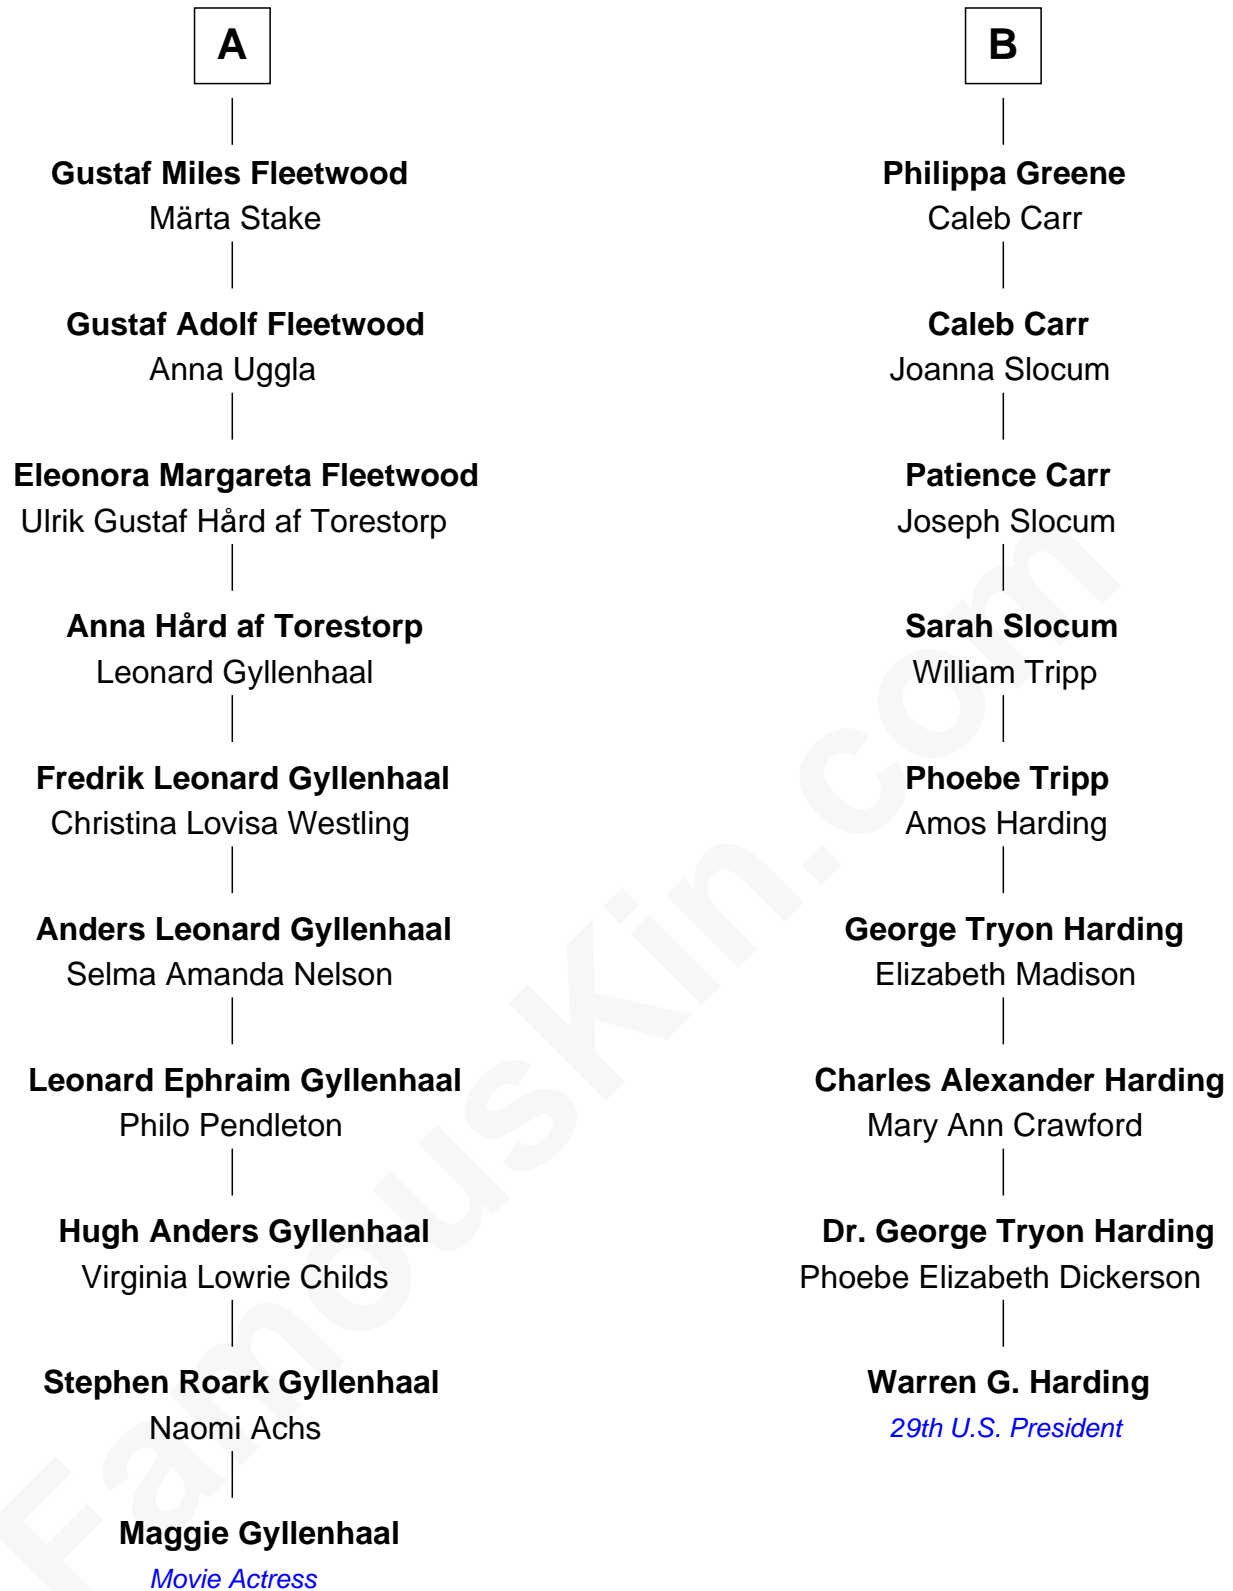 A
Gustaf Miles Fleetwood
Märta Stake
Gustaf Adolf Fleetwood
Anna Uggla
Eleonora Margareta Fleetwood
Ulrik Gustaf Hård af Torestorp
Anna Hård af Torestorp
Leonard Gyllenhaal
Fredrik Leonard Gyllenhaal
Christina Lovisa Westling
Anders Leonard Gyllenhaal
Selma Amanda Nelson
Leonard Ephraim Gyllenhaal
Philo Pendleton
Hugh Anders Gyllenhaal
Virginia Lowrie Childs
Stephen Roark Gyllenhaal
Naomi Achs
Maggie Gyllenhaal
Movie Actress
B
Philippa Greene
Caleb Carr
Caleb Carr
Joanna Slocum
Patience Carr
Joseph Slocum
Sarah Slocum
William Tripp
Phoebe Tripp
Amos Harding
George Tryon Harding
Elizabeth Madison
Charles Alexander Harding
Mary Ann Crawford
Dr. George Tryon Harding
Phoebe Elizabeth Dickerson
Warren G. Harding
29th U.S. President
FamousKin.com